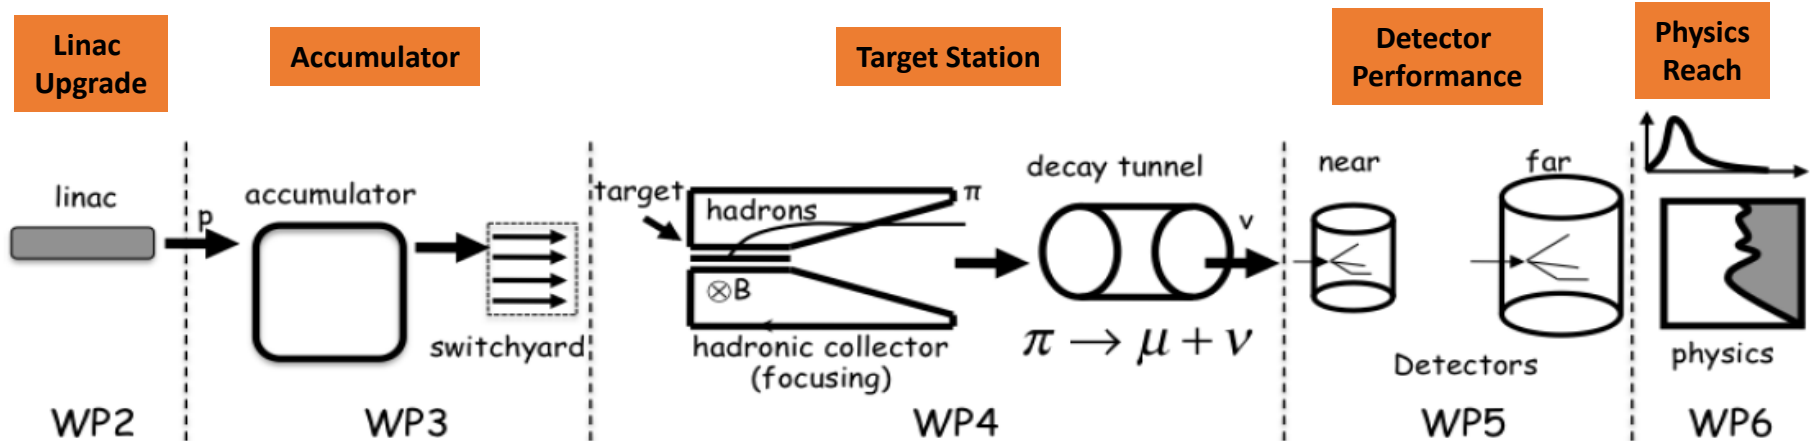 Linac
Upgrade
Accumulator
Target Station
Detector
Performance
Physics
Reach
linac
p
accumulator
switchyard
target
hadrons
π
⊗B
hadronic collector
(focusing)
decay tunnel
ν
π → μ + ν
near
far
Detectors
physics
WP2
WP3
WP4
WP5
WP6